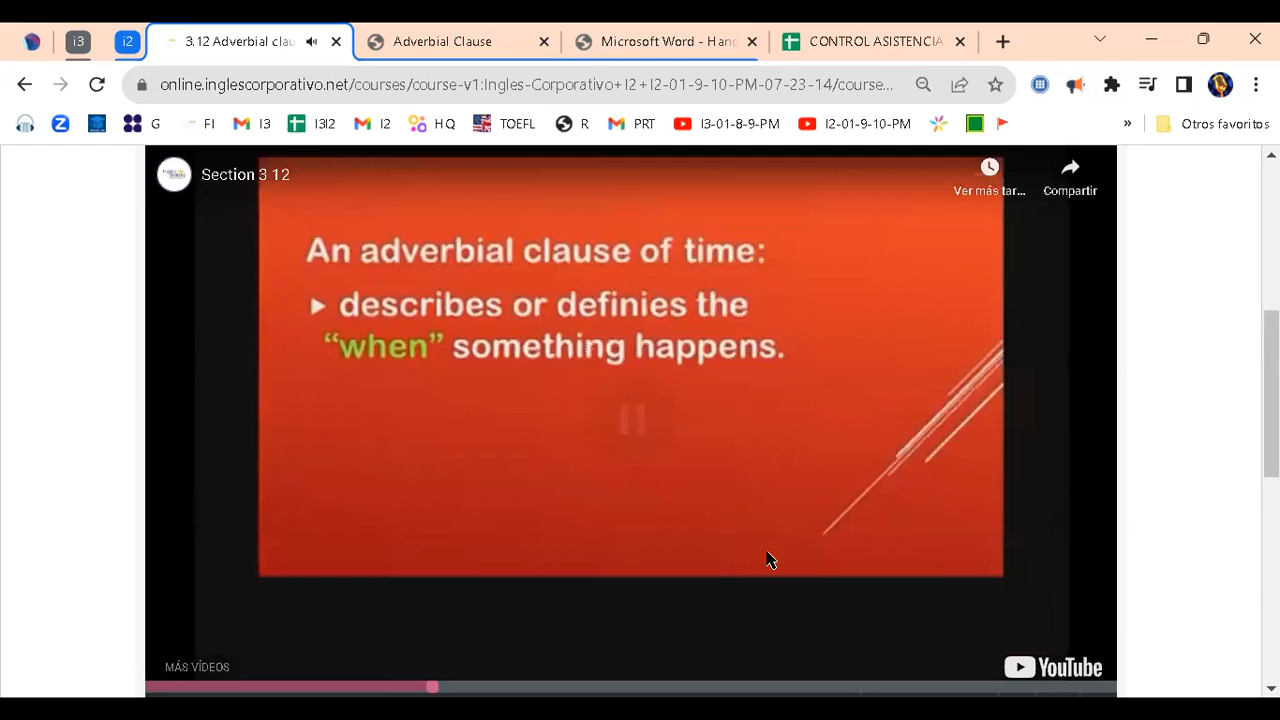 i3
i2
3.12 Adverbial clau
Adverbial Clause
Microsoft Word - Hand
CONTROL ASISTENCIA
online.inglescorporativo.net/courses/course-v1:Ingles-Corporativo+I2+I2-01-9-10-PM-07-23-14/course...
G
FI
I3
I3I2
I2
HQ
TOEFL
R
PRT
I3-01-8-9-PM
I2-01-9-10-PM
»
Otros favoritos
Section 3 12
Ver más tar...
Compartir
An adverbial clause of time:
describes or definies the
“when” something happens.
MÁS VÍDEOS
YouTube